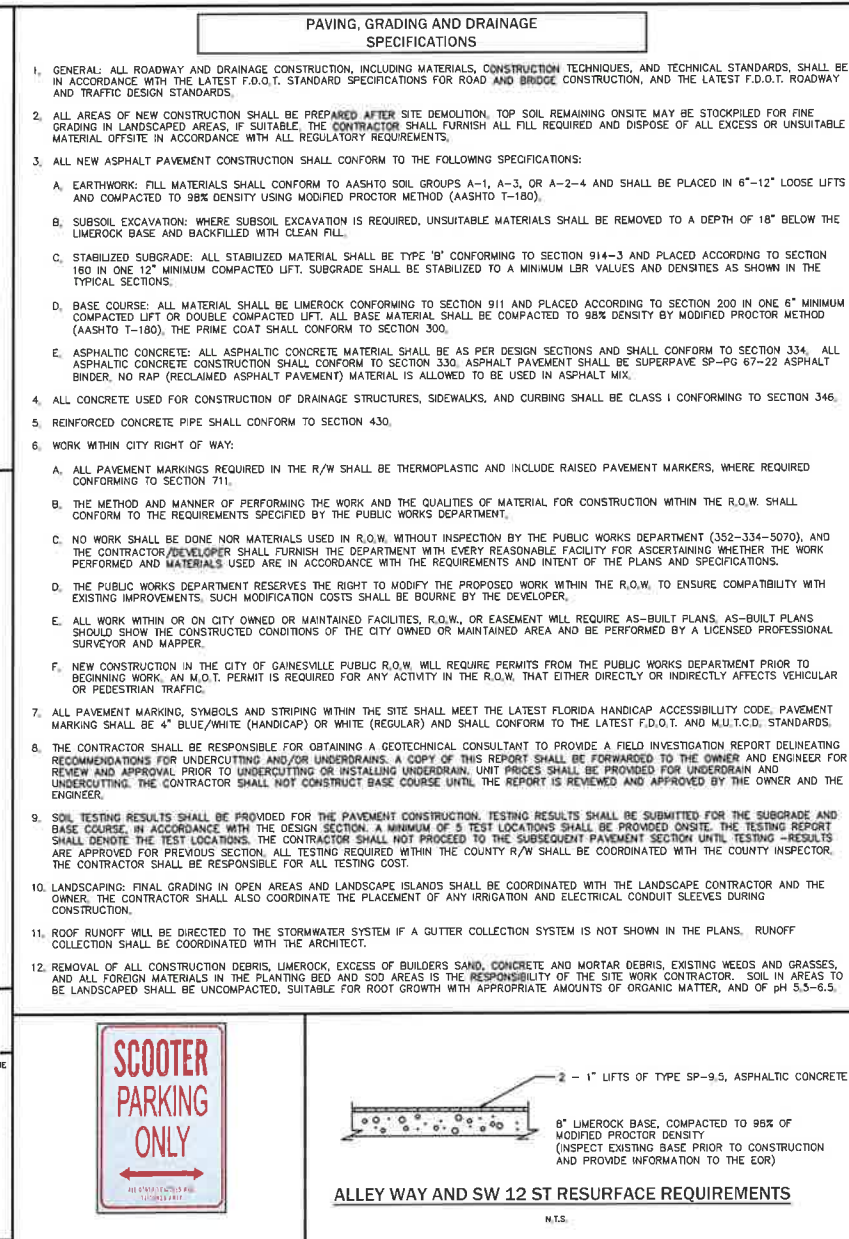 PAVING, GRADING AND DRAINAGE
SPECIFICATIONS
1. GENERAL: ALL ROADWAY AND DRAINAGE CONSTRUCTION, INCLUDING MATERIALS, CONSTRUCTION TECHNIQUES, AND TECHNICAL STANDARDS, SHALL BE
IN ACCORDANCE WITH THE LATEST F.D.O.T. STANDARD SPECIFICATIONS FOR ROAD AND BRIDGE CONSTRUCTION, AND THE LATEST F.D.O.T. ROADWAY
AND TRAFFIC DESIGN STANDARDS.
2. ALL AREAS OF NEW CONSTRUCTION SHALL BE PREPARED AFTER SITE DEMOLITION. TOP SOIL REMAINING ONSITE MAY BE STOCKPILED FOR FINE
GRADING IN LANDSCAPED AREAS, IF SUITABLE. THE CONTRACTOR SHALL FURNISH ALL FILL REQUIRED AND DISPOSE OF ALL EXCESS OR UNSUITABLE
MATERIAL OFFSITE IN ACCORDANCE WITH ALL REGULATORY REQUIREMENTS.
3. ALL NEW ASPHALT PAVEMENT CONSTRUCTION SHALL CONFORM TO THE FOLLOWING SPECIFICATIONS:
A. EARTHWORK: FILL MATERIALS SHALL CONFORM TO AASHTO SOIL GROUPS A-1, A-3, OR A-2-4 AND SHALL BE PLACED IN 6"-12" LOOSE LIFTS
AND COMPACTED TO 98% DENSITY USING MODIFIED PROCTOR METHOD (AASHTO T-180).
B. SUBSOIL EXCAVATION: WHERE SUBSOIL EXCAVATION IS REQUIRED, UNSUITABLE MATERIALS SHALL BE REMOVED TO A DEPTH OF 18" BELOW THE
LIMEROCK BASE AND BACKFILLED WITH CLEAN FILL.
C. STABILIZED SUBGRADE: ALL STABILIZED MATERIAL SHALL BE TYPE 'B' CONFORMING TO SECTION 914-3 AND PLACED ACCORDING TO SECTION
160 IN ONE 12" MINIMUM COMPACTED LIFT. SUBGRADE SHALL BE STABILIZED TO A MINIMUM LBR VALUES AND DENSITIES AS SHOWN IN THE
TYPICAL SECTIONS.
D. BASE COURSE: ALL MATERIAL SHALL BE LIMEROCK CONFORMING TO SECTION 911 AND PLACED ACCORDING TO SECTION 200 IN ONE 6" MINIMUM
COMPACTED LIFT OR DOUBLE COMPACTED LIFT. ALL BASE MATERIAL SHALL BE COMPACTED TO 98% DENSITY BY MODIFIED PROCTOR METHOD
(AASHTO T-180). THE PRIME COAT SHALL CONFORM TO SECTION 300.
E. ASPHALTIC CONCRETE: ALL ASPHALTIC CONCRETE MATERIAL SHALL BE AS PER DESIGN SECTIONS AND SHALL CONFORM TO SECTION 334. ALL
ASPHALTIC CONCRETE CONSTRUCTION SHALL CONFORM TO SECTION 330. ASPHALT PAVEMENT SHALL BE SUPERPAVE SP-PG 67-22 ASPHALT
BINDER. NO RAP (RECLAIMED ASPHALT PAVEMENT) MATERIAL IS ALLOWED TO BE USED IN ASPHALT MIX.
4. ALL CONCRETE USED FOR CONSTRUCTION OF DRAINAGE STRUCTURES, SIDEWALKS, AND CURBING SHALL BE CLASS I CONFORMING TO SECTION 346.
5. REINFORCED CONCRETE PIPE SHALL CONFORM TO SECTION 430.
6. WORK WITHIN CITY RIGHT OF WAY:
A. ALL PAVEMENT MARKINGS REQUIRED IN THE R/W SHALL BE THERMOPLASTIC AND INCLUDE RAISED PAVEMENT MARKERS, WHERE REQUIRED
CONFORMING TO SECTION 711.
B. THE METHOD AND MANNER OF PERFORMING THE WORK AND THE QUALITIES OF MATERIAL FOR CONSTRUCTION WITHIN THE R.O.W. SHALL
CONFORM TO THE REQUIREMENTS SPECIFIED BY THE PUBLIC WORKS DEPARTMENT.
C. NO WORK SHALL BE DONE NOR MATERIALS USED IN R.O.W. WITHOUT INSPECTION BY THE PUBLIC WORKS DEPARTMENT (352-334-5070), AND
THE CONTRACTOR/DEVELOPER SHALL FURNISH THE DEPARTMENT WITH EVERY REASONABLE FACILITY FOR ASCERTAINING WHETHER THE WORK
PERFORMED AND MATERIALS USED ARE IN ACCORDANCE WITH THE REQUIREMENTS AND INTENT OF THE PLANS AND SPECIFICATIONS.
D. THE PUBLIC WORKS DEPARTMENT RESERVES THE RIGHT TO MODIFY THE PROPOSED WORK WITHIN THE R.O.W. TO ENSURE COMPATIBILITY WITH
EXISTING IMPROVEMENTS. SUCH MODIFICATION COSTS SHALL BE BOURNE BY THE DEVELOPER.
E. ALL WORK WITHIN OR ON CITY OWNED OR MAINTAINED FACILITIES, R.O.W., OR EASEMENT WILL REQUIRE AS-BUILT PLANS. AS-BUILT PLANS
SHOULD SHOW THE CONSTRUCTED CONDITIONS OF THE CITY OWNED OR MAINTAINED AREA AND BE PERFORMED BY A LICENSED PROFESSIONAL
SURVEYOR AND MAPPER.
F. NEW CONSTRUCTION IN THE CITY OF GAINESVILLE PUBLIC R.O.W. WILL REQUIRE PERMITS FROM THE PUBLIC WORKS DEPARTMENT PRIOR TO
BEGINNING WORK. AN M.O.T. PERMIT IS REQUIRED FOR ANY ACTIVITY IN THE R.O.W. THAT EITHER DIRECTLY OR INDIRECTLY AFFECTS VEHICULAR
OR PEDESTRIAN TRAFFIC.
7. ALL PAVEMENT MARKING, SYMBOLS AND STRIPING WITHIN THE SITE SHALL MEET THE LATEST FLORIDA HANDICAP ACCESSIBILITY CODE. PAVEMENT
MARKING SHALL BE 4" BLUE/WHITE (HANDICAP) OR WHITE (REGULAR) AND SHALL CONFORM TO THE LATEST F.D.O.T. AND M.U.T.C.D. STANDARDS.
8. THE CONTRACTOR SHALL BE RESPONSIBLE FOR OBTAINING A GEOTECHNICAL CONSULTANT TO PROVIDE A FIELD INVESTIGATION REPORT DELINEATING
RECOMMENDATIONS FOR UNDERCUTTING AND/OR UNDERDRAINS. A COPY OF THIS REPORT SHALL BE FORWARDED TO THE OWNER AND ENGINEER FOR
REVIEW AND APPROVAL PRIOR TO UNDERCUTTING OR INSTALLING UNDERDRAIN. UNIT PRICES SHALL BE PROVIDED FOR UNDERDRAIN AND
UNDERCUTTING. THE CONTRACTOR SHALL NOT CONSTRUCT BASE COURSE UNTIL THE REPORT IS REVIEWED AND APPROVED BY THE OWNER AND THE
ENGINEER.
9. SOIL TESTING RESULTS SHALL BE PROVIDED FOR THE PAVEMENT CONSTRUCTION. TESTING RESULTS SHALL BE SUBMITTED FOR THE SUBGRADE AND
BASE COURSE, IN ACCORDANCE WITH THE DESIGN SECTION. A MINIMUM OF 5 TEST LOCATIONS SHALL BE PROVIDED ONSITE. THE TESTING REPORT
SHALL DENOTE THE TEST LOCATIONS. THE CONTRACTOR SHALL NOT PROCEED TO THE SUBSEQUENT PAVEMENT SECTION UNTIL TESTING -RESULTS
ARE APPROVED FOR PREVIOUS SECTION. ALL TESTING REQUIRED WITHIN THE COUNTY R/W SHALL BE COORDINATED WITH THE COUNTY INSPECTOR.
THE CONTRACTOR SHALL BE RESPONSIBLE FOR ALL TESTING COST.
10. LANDSCAPING: FINAL GRADING IN OPEN AREAS AND LANDSCAPE ISLANDS SHALL BE COORDINATED WITH THE LANDSCAPE CONTRACTOR AND THE
OWNER. THE CONTRACTOR SHALL ALSO COORDINATE THE PLACEMENT OF ANY IRRIGATION AND ELECTRICAL CONDUIT SLEEVES DURING
CONSTRUCTION.
11. ROOF RUNOFF WILL BE DIRECTED TO THE STORMWATER SYSTEM IF A GUTTER COLLECTION SYSTEM IS NOT SHOWN IN THE PLANS. RUNOFF
COLLECTION SHALL BE COORDINATED WITH THE ARCHITECT.
12. REMOVAL OF ALL CONSTRUCTION DEBRIS, LIMEROCK, EXCESS OF BUILDERS SAND, CONCRETE AND MORTAR DEBRIS, EXISTING WEEDS AND GRASSES,
AND ALL FOREIGN MATERIALS IN THE PLANTING BED AND SOD AREAS IS THE RESPONSIBILITY OF THE SITE WORK CONTRACTOR. SOIL IN AREAS TO
BE LANDSCAPED SHALL BE UNCOMPACTED, SUITABLE FOR ROOT GROWTH WITH APPROPRIATE AMOUNTS OF ORGANIC MATTER, AND OF pH 5.5-6.5.
SCOOTER
PARKING
ONLY
2 - 1" LIFTS OF TYPE SP-9.5, ASPHALTIC CONCRETE
8" LIMEROCK BASE, COMPACTED TO 98% OF
MODIFIED PROCTOR DENSITY
(INSPECT EXISTING BASE PRIOR TO CONSTRUCTION
AND PROVIDE INFORMATION TO THE EOR)
ALLEY WAY AND SW 12 ST RESURFACE REQUIREMENTS
N.T.S.